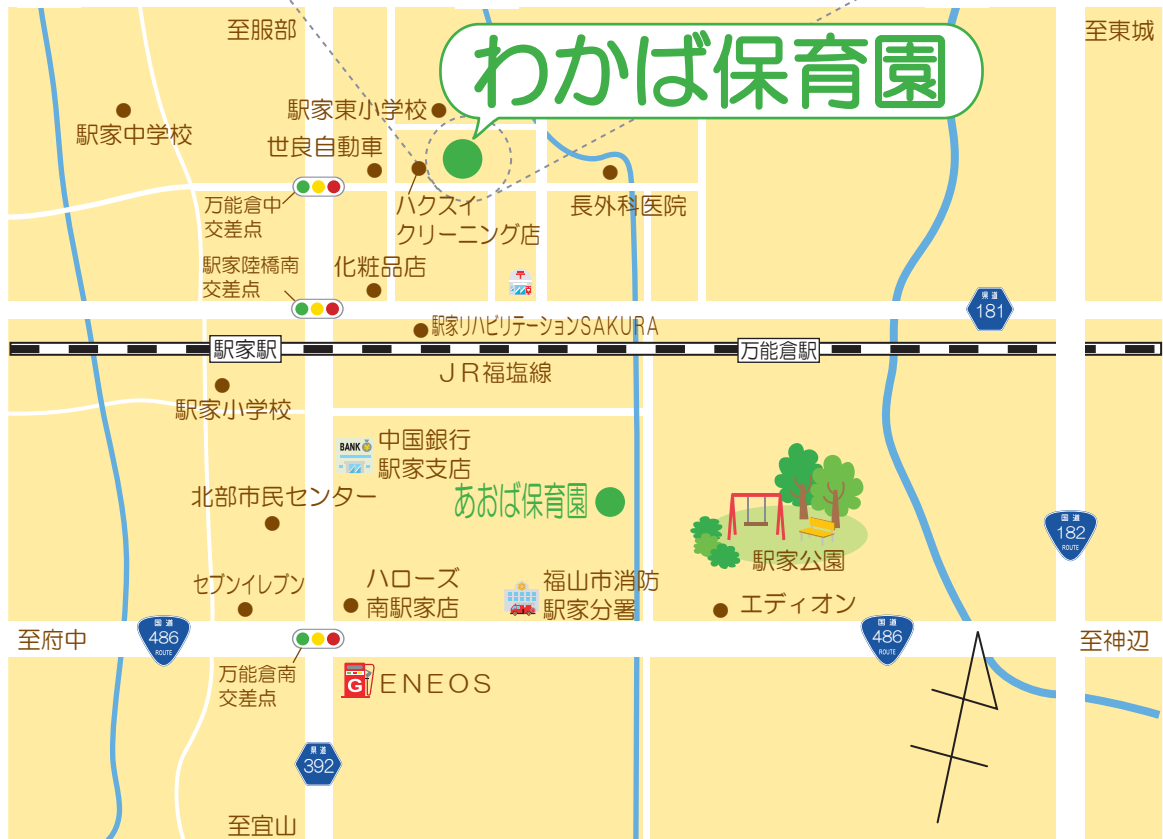 至服部
至東城
わかば保育園
駅家東小学校
駅家中学校
世良自動車
万能倉中
交差点
ハクスイ
クリーニング店
長外科医院
駅家陸橋南
交差点
化粧品店
県道
181
駅家リハビリテーションSAKURA
駅家駅
万能倉駅
JR福塩線
駅家小学校
BANK
中国銀行
駅家支店
北部市民センター
あおば保育園
国道
182
ROUTE
駅家公園
セブンイレブン
ハローズ
南駅家店
福山市消防
駅家分署
エディオン
至府中
国道
486
ROUTE
国道
486
ROUTE
至神辺
万能倉南
交差点
G
ENEOS
県道
392
至宜山